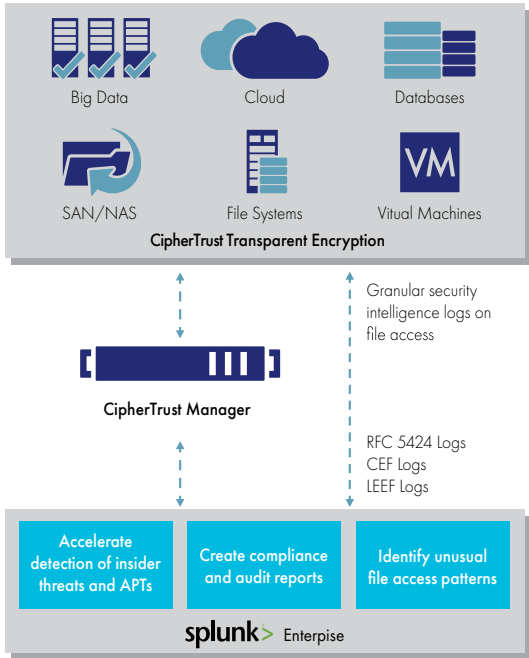 Big Data
Cloud
Databases
SAN/NAS
File Systems
VM
Vitual Machines
CipherTrust Transparent Encryption
Granular security
intelligence logs on
file access
CipherTrust Manager
RFC 5424 Logs
CEF Logs
LEEF Logs
Accelerate
detection of insider
threats and APTs
Create compliance
and audit reports
Identify unusual
file access patterns
splunk> Enterpise